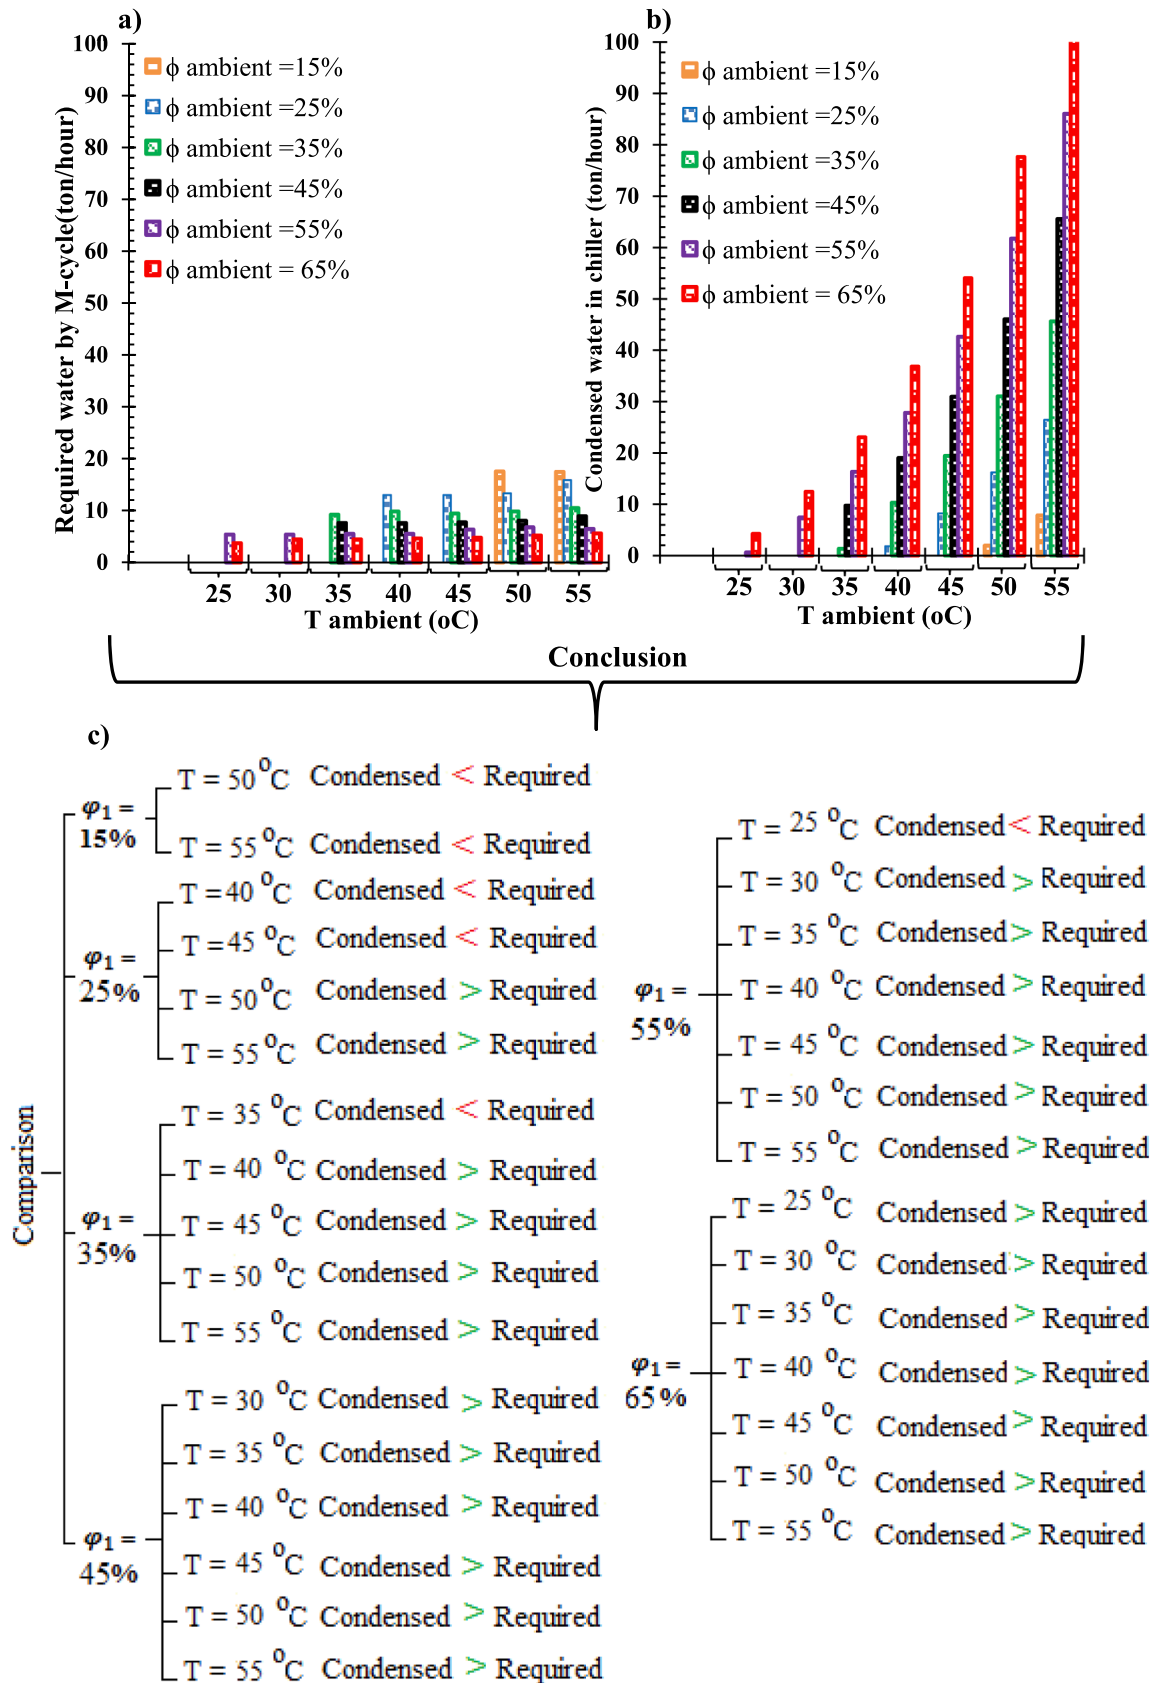 a)
Required water by M-cycle(ton/hour)
100
90
80
70
60
50
40
30
20
10
0
ϕ ambient =15%
ϕ ambient =25%
ϕ ambient =35%
ϕ ambient =45%
ϕ ambient =55%
ϕ ambient = 65%
25 30 35 40 45 50 55
T ambient (oC)
b)
Condensed water in chiller (ton/hour)
100
90
80
70
60
50
40
30
20
10
0
ϕ ambient =15%
ϕ ambient =25%
ϕ ambient =35%
ϕ ambient =45%
ϕ ambient =55%
ϕ ambient = 65%
25 30 35 40 45 50 55
T ambient (oC)
Conclusion
c)
Comparison
φ1 =
15%
T = 50 °C Condensed < Required
T = 55 °C Condensed < Required
φ1 =
25%
T = 40 °C Condensed < Required
T = 45 °C Condensed < Required
T = 50 °C Condensed > Required
T = 55 °C Condensed > Required
φ1 =
35%
T = 35 °C Condensed < Required
T = 40 °C Condensed > Required
T = 45 °C Condensed > Required
T = 50 °C Condensed > Required
T = 55 °C Condensed > Required
φ1 =
45%
T = 30 °C Condensed > Required
T = 35 °C Condensed > Required
T = 40 °C Condensed > Required
T = 45 °C Condensed > Required
T = 50 °C Condensed > Required
T = 55 °C Condensed > Required
φ1 =
55%
T = 25 °C Condensed < Required
T = 30 °C Condensed > Required
T = 35 °C Condensed > Required
T = 40 °C Condensed > Required
T = 45 °C Condensed > Required
T = 50 °C Condensed > Required
T = 55 °C Condensed > Required
φ1 =
65%
T = 25 °C Condensed > Required
T = 30 °C Condensed > Required
T = 35 °C Condensed > Required
T = 40 °C Condensed > Required
T = 45 °C Condensed > Required
T = 50 °C Condensed > Required
T = 55 °C Condensed > Required